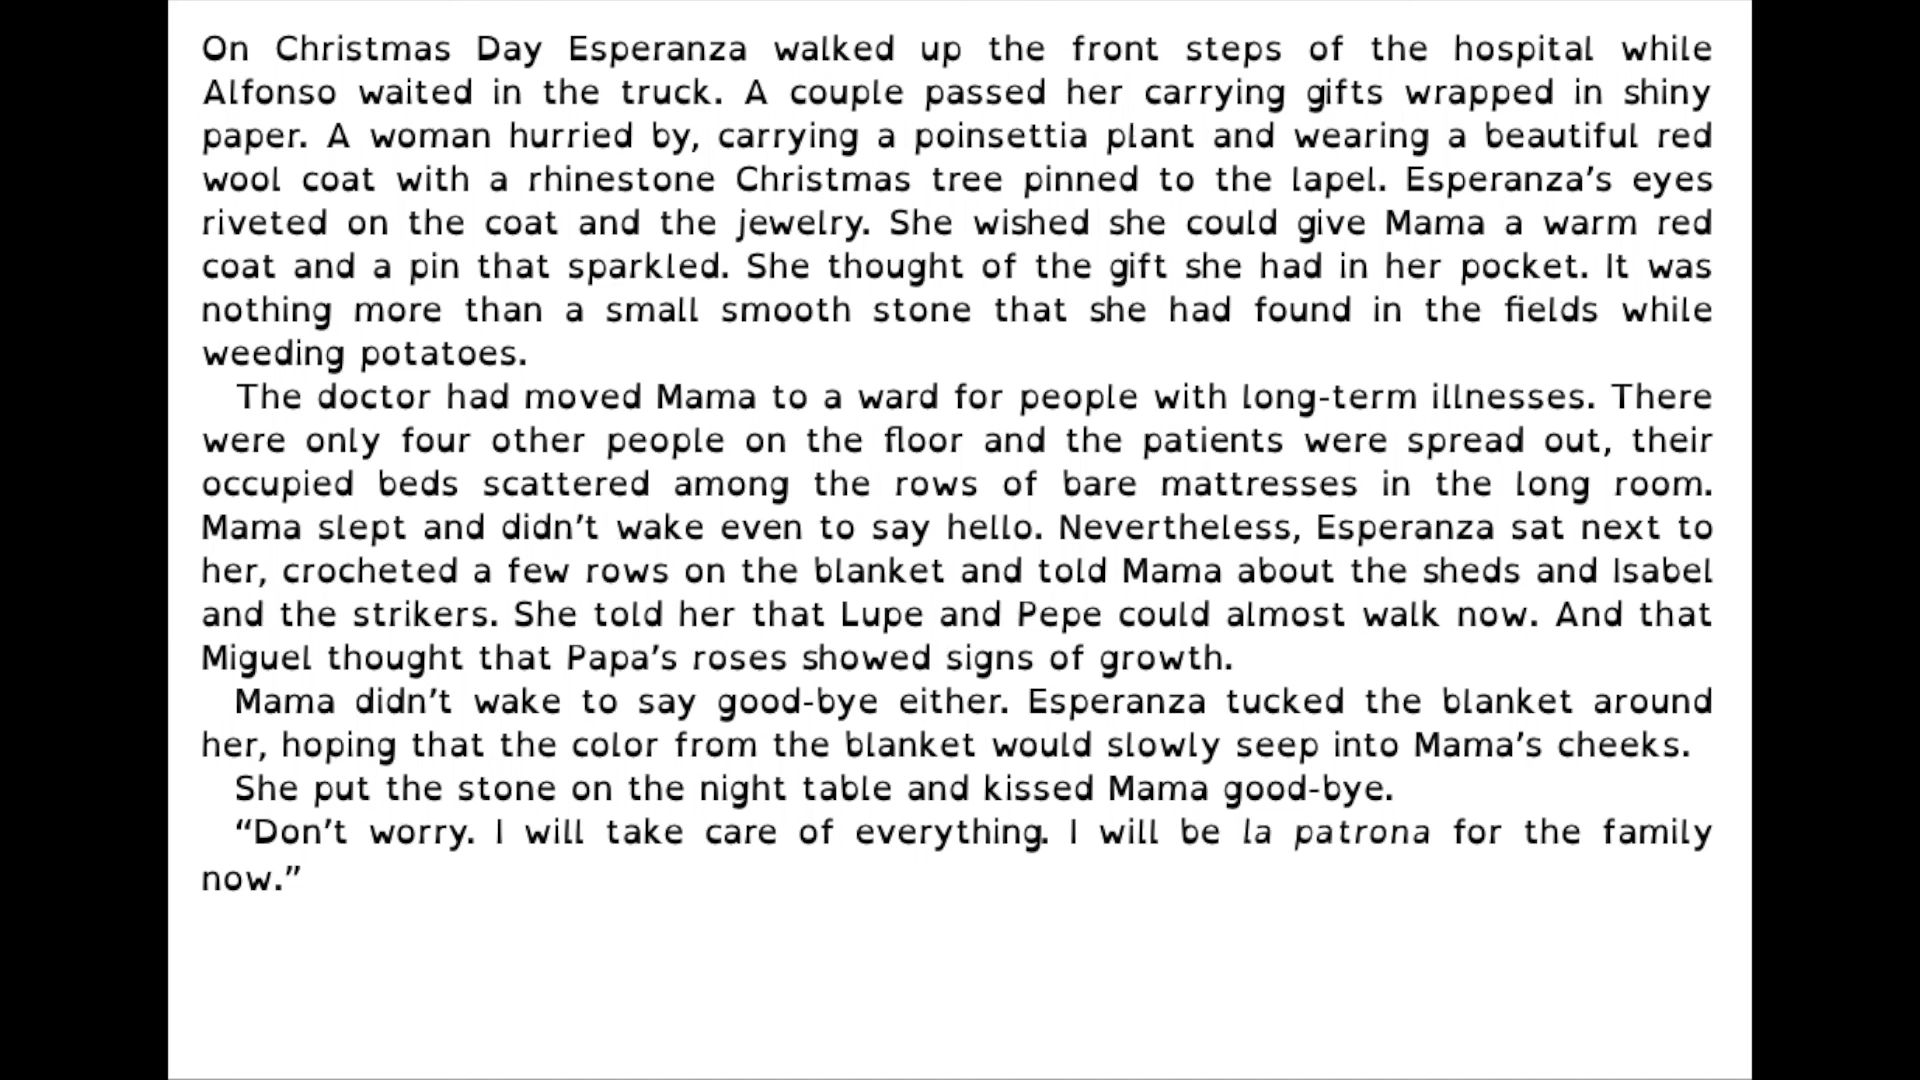 On Christmas Day Esperanza walked up the front steps of the hospital while
Alfonso waited in the truck. A couple passed her carrying gifts wrapped in shiny
paper. A woman hurried by, carrying a poinsettia plant and wearing a beautiful red
wool coat with a rhinestone Christmas tree pinned to the lapel. Esperanza’s eyes
riveted on the coat and the jewelry. She wished she could give Mama a warm red
coat and a pin that sparkled. She thought of the gift she had in her pocket. It was
nothing more than a small smooth stone that she had found in the fields while
weeding potatoes.
The doctor had moved Mama to a ward for people with long-term illnesses. There
were only four other people on the floor and the patients were spread out, their
occupied beds scattered among the rows of bare mattresses in the long room.
Mama slept and didn’t wake even to say hello. Nevertheless, Esperanza sat next to
her, crocheted a few rows on the blanket and told Mama about the sheds and Isabel
and the strikers. She told her that Lupe and Pepe could almost walk now. And that
Miguel thought that Papa’s roses showed signs of growth.
Mama didn’t wake to say good-bye either. Esperanza tucked the blanket around
her, hoping that the color from the blanket would slowly seep into Mama’s cheeks.
She put the stone on the night table and kissed Mama good-bye.
“Don’t worry. I will take care of everything. I will be la patrona for the family
now.”